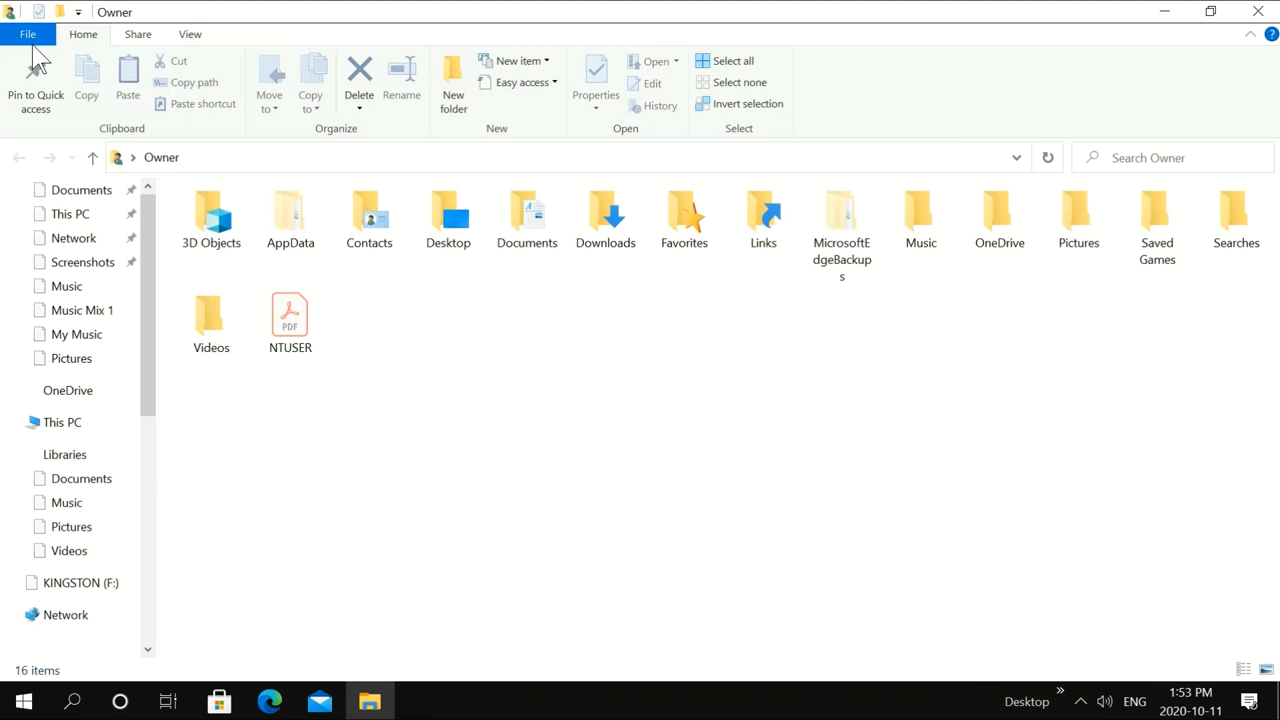 Owner
File Home Share View
Pin to Quick access
Copy
Paste
Cut
Copy path
Paste shortcut
Clipboard
Move to
Copy to
Delete
Rename
Organize
New folder
New item
Easy access
New
Properties
Open
Edit
History
Open
Select all
Select none
Invert selection
Select
Owner
Search Owner
Documents
This PC
Network
Screenshots
Music
Music Mix 1
My Music
Pictures
OneDrive
This PC
Libraries
Documents
Music
Pictures
Videos
KINGSTON (F:)
Network
3D Objects
AppData
Contacts
Desktop
Documents
Downloads
Favorites
Links
MicrosoftE
dgeBackup
s
Music
OneDrive
Pictures
Saved
Games
Searches
Videos
PDF
NTUSER
16 items
Desktop
ENG
1:53 PM
2020-10-11